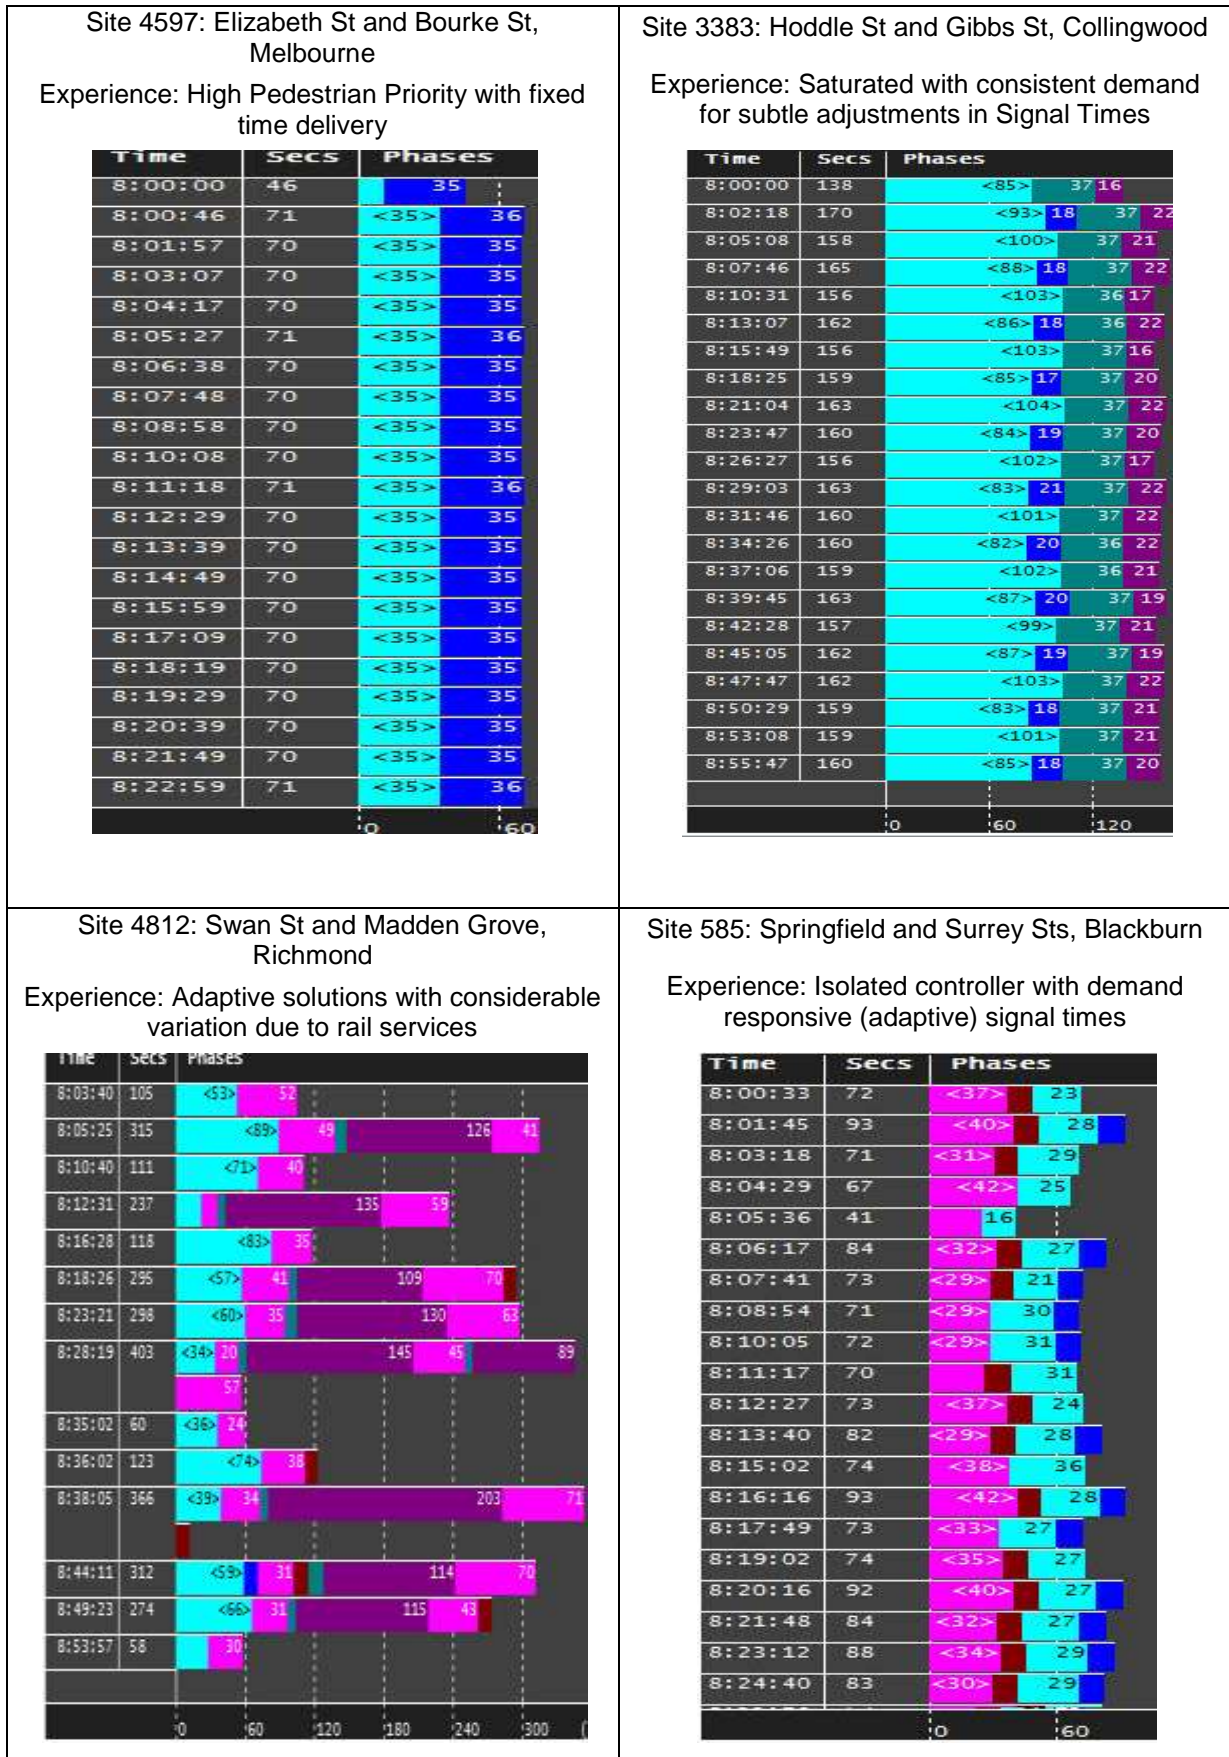 Site 4597: Elizabeth St and Bourke St,
Melbourne
Experience: High Pedestrian Priority with fixed
time delivery
Time Secs Phases
8:00:00 46 35
8:00:46 71 <35> 36
8:01:57 70 <35> 35
8:03:07 70 <35> 35
8:04:17 70 <35> 35
8:05:27 71 <35> 36
8:06:38 70 <35> 35
8:07:48 70 <35> 35
8:08:58 70 <35> 35
8:10:08 70 <35> 35
8:11:18 71 <35> 36
8:12:29 70 <35> 35
8:13:39 70 <35> 35
8:14:49 70 <35> 35
8:15:59 70 <35> 35
8:17:09 70 <35> 35
8:18:19 70 <35> 35
8:19:29 70 <35> 35
8:20:39 70 <35> 35
8:21:49 70 <35> 35
8:22:59 71 <35> 36
0 60
Site 3383: Hoddle St and Gibbs St, Collingwood
Experience: Saturated with consistent demand
for subtle adjustments in Signal Times
Time Secs Phases
8:00:00 138 <85> 37 16
8:02:18 170 <93> 18 37 22
8:05:08 158 <100> 37 21
8:07:46 165 <88> 18 37 22
8:10:31 156 <103> 36 17
8:13:07 162 <86> 18 36 22
8:15:49 156 <103> 37 16
8:18:25 159 <85> 17 37 20
8:21:04 163 <104> 37 22
8:23:47 160 <84> 19 37 20
8:26:27 156 <102> 37 17
8:29:03 163 <83> 21 37 22
8:31:46 160 <101> 37 22
8:34:26 160 <82> 20 36 22
8:37:06 159 <102> 36 21
8:39:45 163 <87> 20 37 19
8:42:28 157 <99> 37 21
8:45:05 162 <87> 19 37 19
8:47:47 162 <103> 37 22
8:50:29 159 <83> 18 37 21
8:53:08 159 <101> 37 21
8:55:47 160 <85> 18 37 20
0 60 120
Site 4812: Swan St and Madden Grove,
Richmond
Experience: Adaptive solutions with considerable
variation due to rail services
Time Secs Phases
8:03:40 105 <53> 52
8:05:25 315 <89> 49 126 41
8:10:40 111 <71> 40
8:12:31 237 135 59
8:16:28 118 <83> 35
8:18:26 295 <57> 41 109 70
8:23:21 298 <60> 35 130 63
8:28:19 403 <34> 20 145 45 89
57
8:35:02 60 <36> 24
8:36:02 123 <74> 38
8:38:05 366 <39> 34 203 71
8:44:11 312 <59> 31 114 70
8:49:23 274 <66> 31 115 43
8:53:57 58 30
0 60 120 180 240 300 (
Site 585: Springfield and Surrey Sts, Blackburn
Experience: Isolated controller with demand
responsive (adaptive) signal times
Time Secs Phases
8:00:33 72 <37> 23
8:01:45 93 <40> 28
8:03:18 71 <31> 29
8:04:29 67 <42> 25
8:05:36 41 16
8:06:17 84 <32> 27
8:07:41 73 <29> 21
8:08:54 71 <29> 30
8:10:05 72 <29> 31
8:11:17 70 31
8:12:27 73 <37> 24
8:13:40 82 <29> 28
8:15:02 74 <38> 36
8:16:16 93 <42> 28
8:17:49 73 <33> 27
8:19:02 74 <35> 27
8:20:16 92 <40> 27
8:21:48 84 <32> 27
8:23:12 88 <34> 29
8:24:40 83 <30> 29
0 60